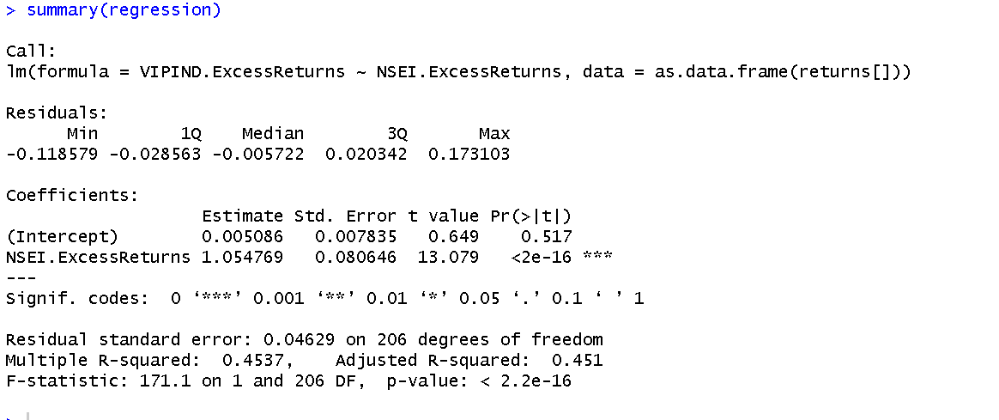 > summary(regression)
Call:
lm(formula = VIPIND.ExcessReturns ~ NSEI.ExcessReturns, data = as.data.frame(returns[]))
Residuals:
      Min        1Q    Median        3Q       Max
-0.118579 -0.028563 -0.005722  0.020342  0.173103
Coefficients:
                   Estimate Std. Error t value Pr(>|t|)
(Intercept)        0.005086   0.007835   0.649    0.517
NSEI.ExcessReturns 1.054769   0.080646  13.079   <2e-16 ***
---
Signif. codes:  0 ‘***’ 0.001 ‘**’ 0.01 ‘*’ 0.05 ‘.’ 0.1 ‘ ’ 1
Residual standard error: 0.04629 on 206 degrees of freedom
Multiple R-squared:  0.4537,    Adjusted R-squared:  0.451
F-statistic: 171.1 on 1 and 206 DF,  p-value: < 2.2e-16